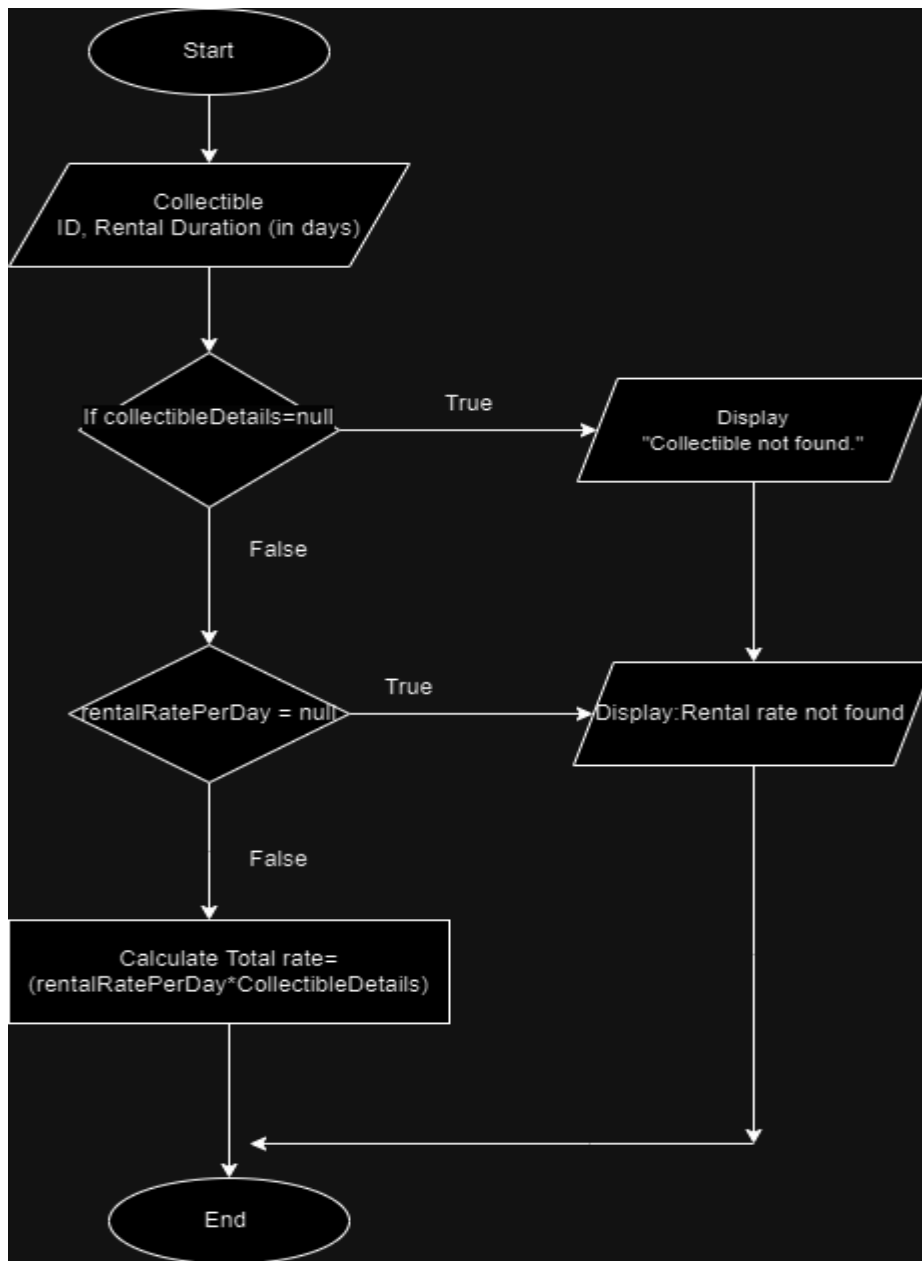 Start
Collectible
ID, Rental Duration (in days)
If collectibleDetails=null
True
Display
"Collectible not found."
False
rentalRatePerDay = null
True
Display:Rental rate not found
False
Calculate Total rate=
(rentalRatePerDay*CollectibleDetails)
End